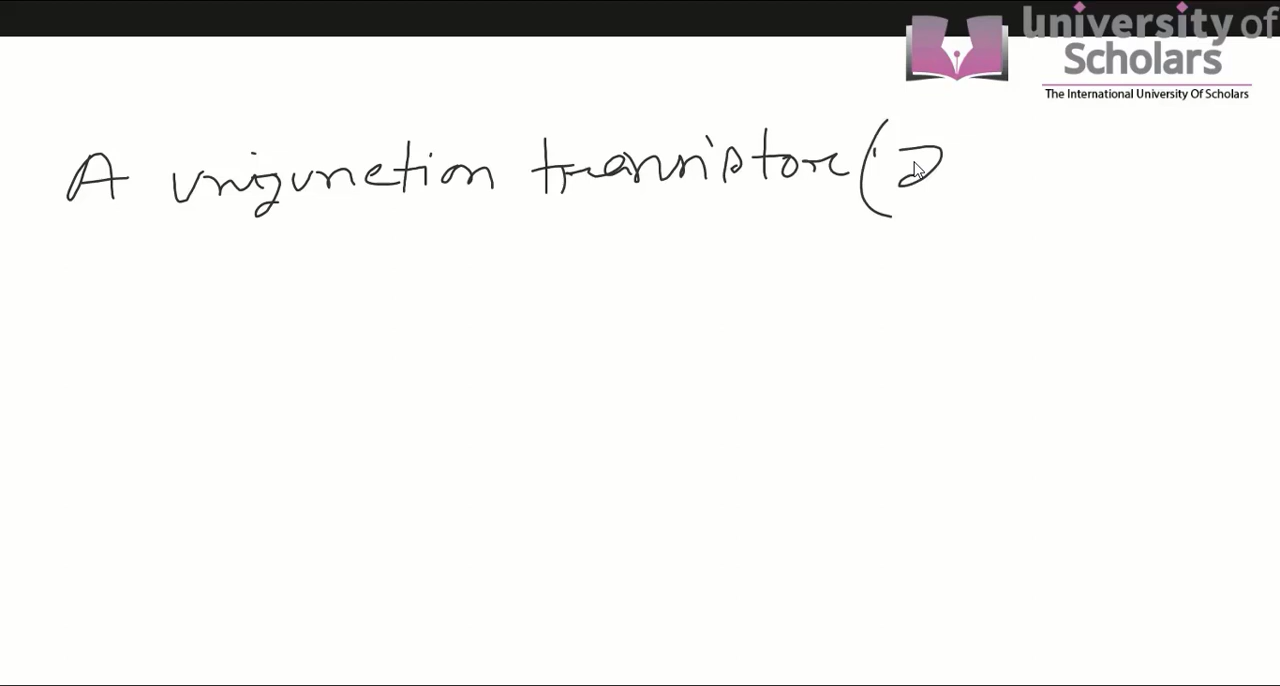 University of
Scholars
The International University Of Scholars
A unijunction transistor (